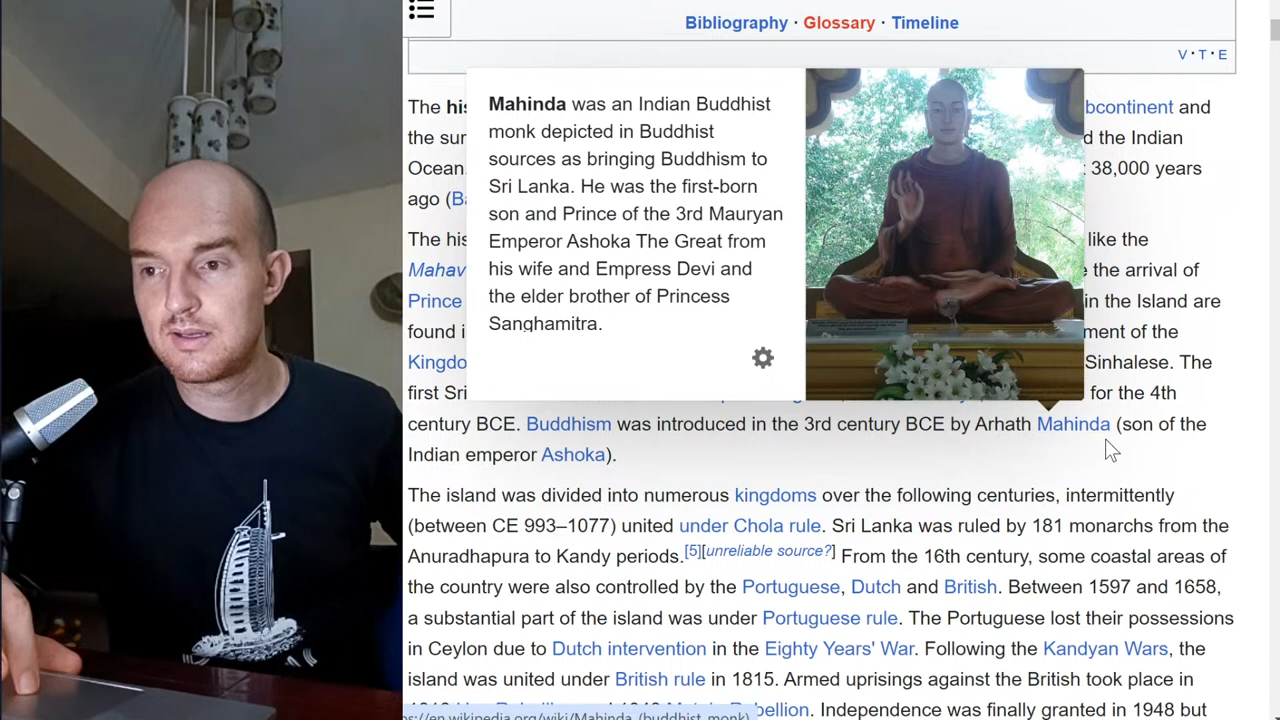 Bibliography · Glossary · Timeline
V · T · E
The his
bcontinent and
the sur
d the Indian
Ocean.
38,000 years
ago (Ba
Mahinda was an Indian Buddhist
monk depicted in Buddhist
sources as bringing Buddhism to
Sri Lanka. He was the first-born
son and Prince of the 3rd Mauryan
Emperor Ashoka The Great from
his wife and Empress Devi and
the elder brother of Princess
Sanghamitra.
The his
like the
Mahav
e the arrival of
Prince
in the Island are
found i
ment of the
Kingdo
Sinhalese. The
first Sri
for the 4th
century BCE. Buddhism was introduced in the 3rd century BCE by Arhath Mahinda (son of the
Indian emperor Ashoka).
The island was divided into numerous kingdoms over the following centuries, intermittently
(between CE 993–1077) united under Chola rule. Sri Lanka was ruled by 181 monarchs from the
Anuradhapura to Kandy periods.[5][unreliable source?] From the 16th century, some coastal areas of
the country were also controlled by the Portuguese, Dutch and British. Between 1597 and 1658,
a substantial part of the island was under Portuguese rule. The Portuguese lost their possessions
in Ceylon due to Dutch intervention in the Eighty Years' War. Following the Kandyan Wars, the
island was united under British rule in 1815. Armed uprisings against the British took place in
Rebellion. Independence was finally granted in 1948 but
ps://en.wikipedia.org/wiki/Mahinda_(buddhist_monk)